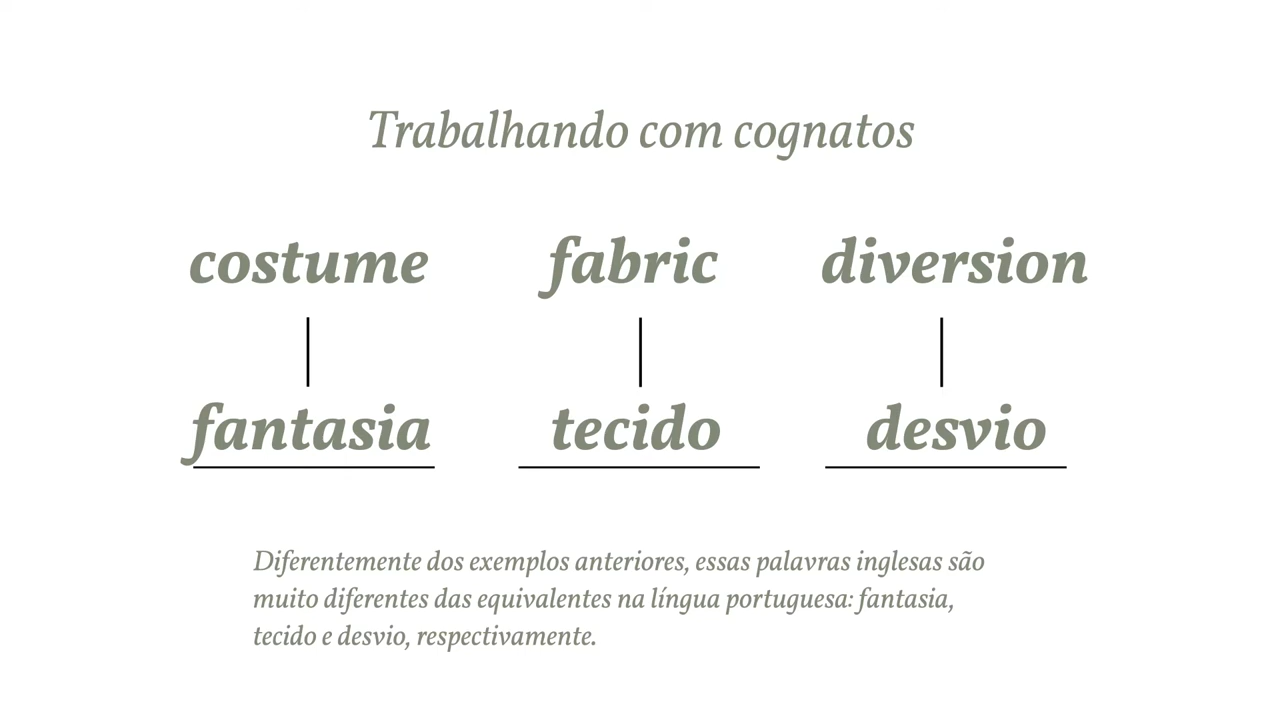 Trabalhando com cognatos
costume fabric diversion
fantasia tecido desvio
Diferentemente dos exemplos anteriores, essas palavras inglesas são
muito diferentes das equivalentes na língua portuguesa: fantasia,
tecido e desvio, respectivamente.